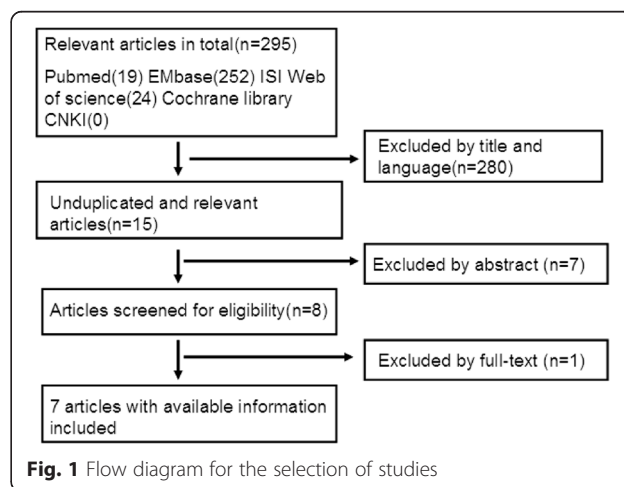 Relevant articles in total(n=295)
Pubmed(19) EMbase(252) ISI Web
of science(24) Cochrane library
CNKI(0)
Excluded by title and
language(n=280)
Unduplicated and relevant
articles(n=15)
Excluded by abstract (n=7)
Articles screened for eligibility(n=8)
Excluded by full-text (n=1)
7 articles with available information
included
Fig. 1 Flow diagram for the selection of studies